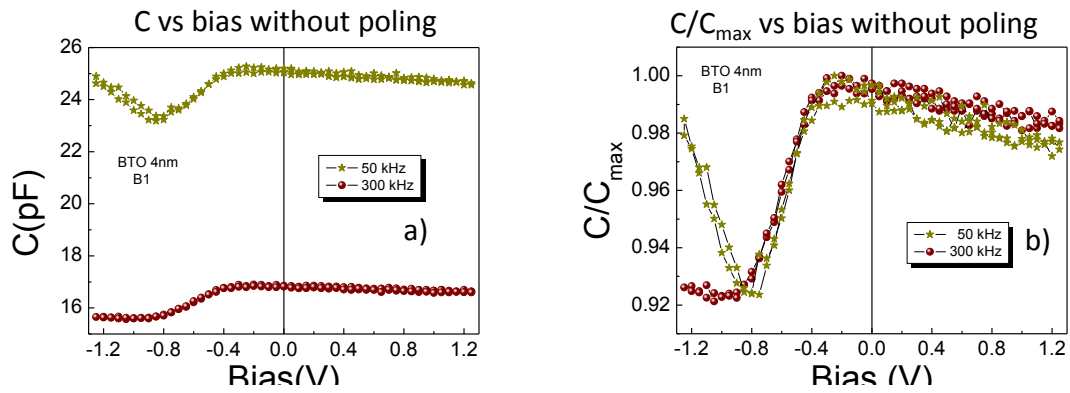 C vs bias without poling
26
24
22
20
18
16
C(pF)
BTO 4nm
B1
50 kHz
300 kHz
a)
-1.2 -0.8 -0.4 0.0 0.4 0.8 1.2
Bias(V)
C/Cmax vs bias without poling
1.00
0.98
0.96
0.94
0.92
C/Cmax
BTO 4nm
B1
50 kHz
300 kHz
b)
-1.2 -0.8 -0.4 0.0 0.4 0.8 1.2
Bias (V)